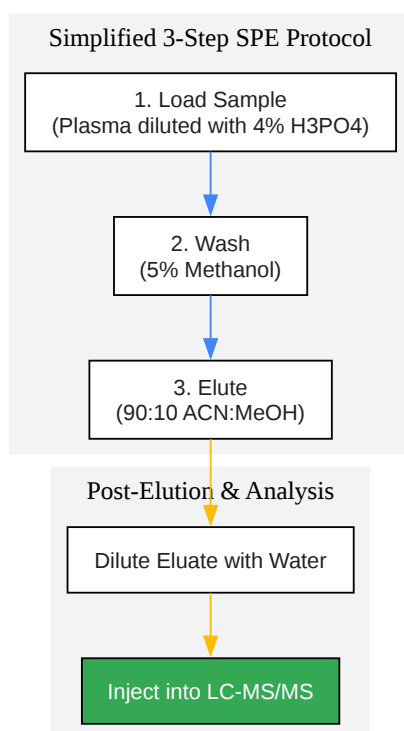 Simplified 3-Step SPE Protocol
1. Load Sample
(Plasma diluted with 4% H3PO4)
2. Wash
(5% Methanol)
3. Elute
(90:10 ACN:MeOH)
Post-Elution & Analysis
Dilute Eluate with Water
Inject into LC-MS/MS